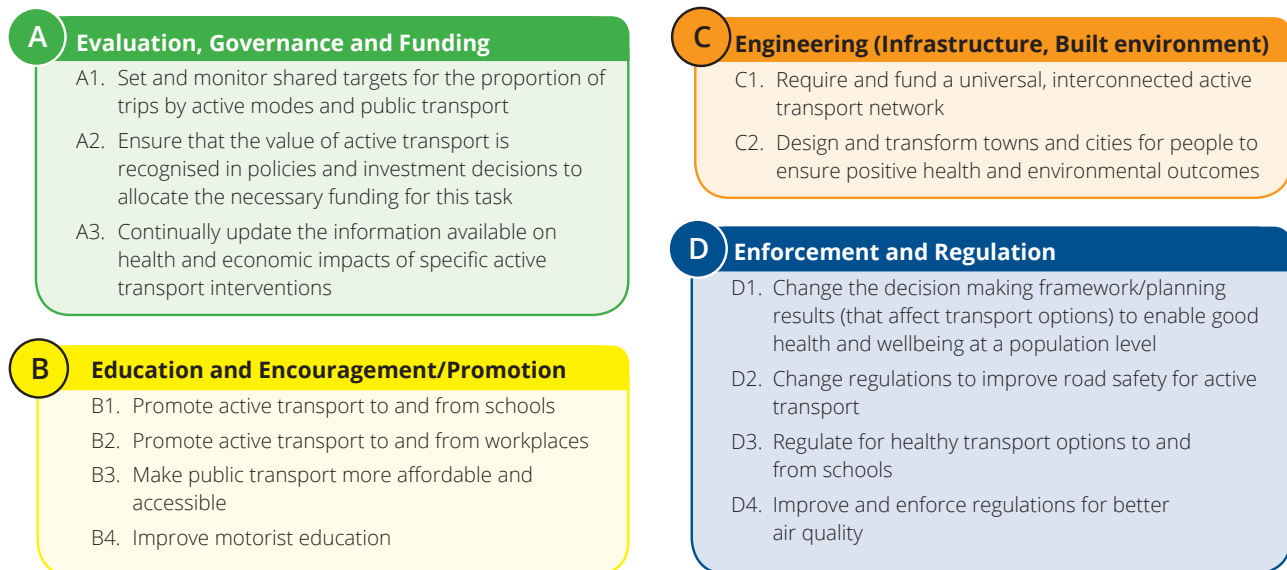 A
Evaluation, Governance and Funding
A1. Set and monitor shared targets for the proportion of
trips by active modes and public transport
A2. Ensure that the value of active transport is
recognised in policies and investment decisions to
allocate the necessary funding for this task
A3. Continually update the information available on
health and economic impacts of specific active
transport interventions
B
Education and Encouragement/Promotion
B1. Promote active transport to and from schools
B2. Promote active transport to and from workplaces
B3. Make public transport more affordable and
accessible
B4. Improve motorist education
C
Engineering (Infrastructure, Built environment)
C1. Require and fund a universal, interconnected active
transport network
C2. Design and transform towns and cities for people to
ensure positive health and environmental outcomes
D
Enforcement and Regulation
D1. Change the decision making framework/planning
results (that affect transport options) to enable good
health and wellbeing at a population level
D2. Change regulations to improve road safety for active
transport
D3. Regulate for healthy transport options to and
from schools
D4. Improve and enforce regulations for better
air quality